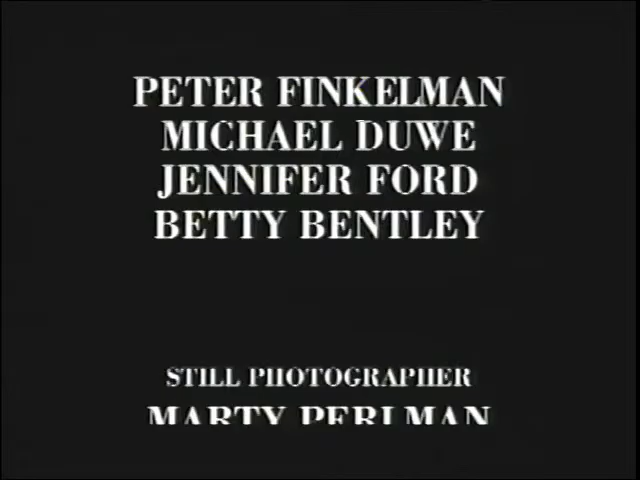 PETER FINKELMAN
MICHAEL DUWE
JENNIFER FORD
BETTY BENTLEY
STILL PHOTOGRAPHER
MARTY PERLMAN